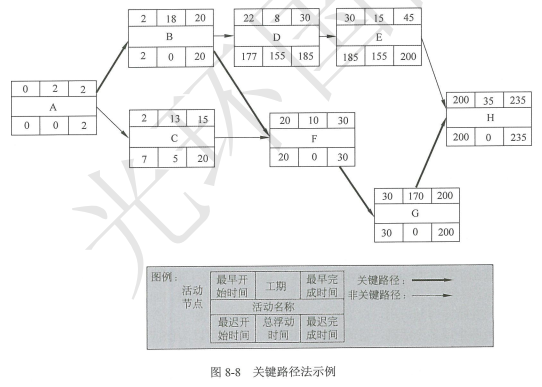 2 18 20
B
2 0 20
22 8 30
D
177 155 185
30 15 45
E
185 155 200
0 2 2
A
0 0 2
2 13 15
C
7 5 20
20 10 30
F
20 0 30
200 35 235
H
200 0 235
30 170 200
G
30 0 200
图例：
活动节点
最早开始时间 工期 最早完成时间
活动名称
最迟开始时间 总浮动时间 最迟完成时间
关键路径：
非关键路径：
图 8-8 关键路径法示例
光环国